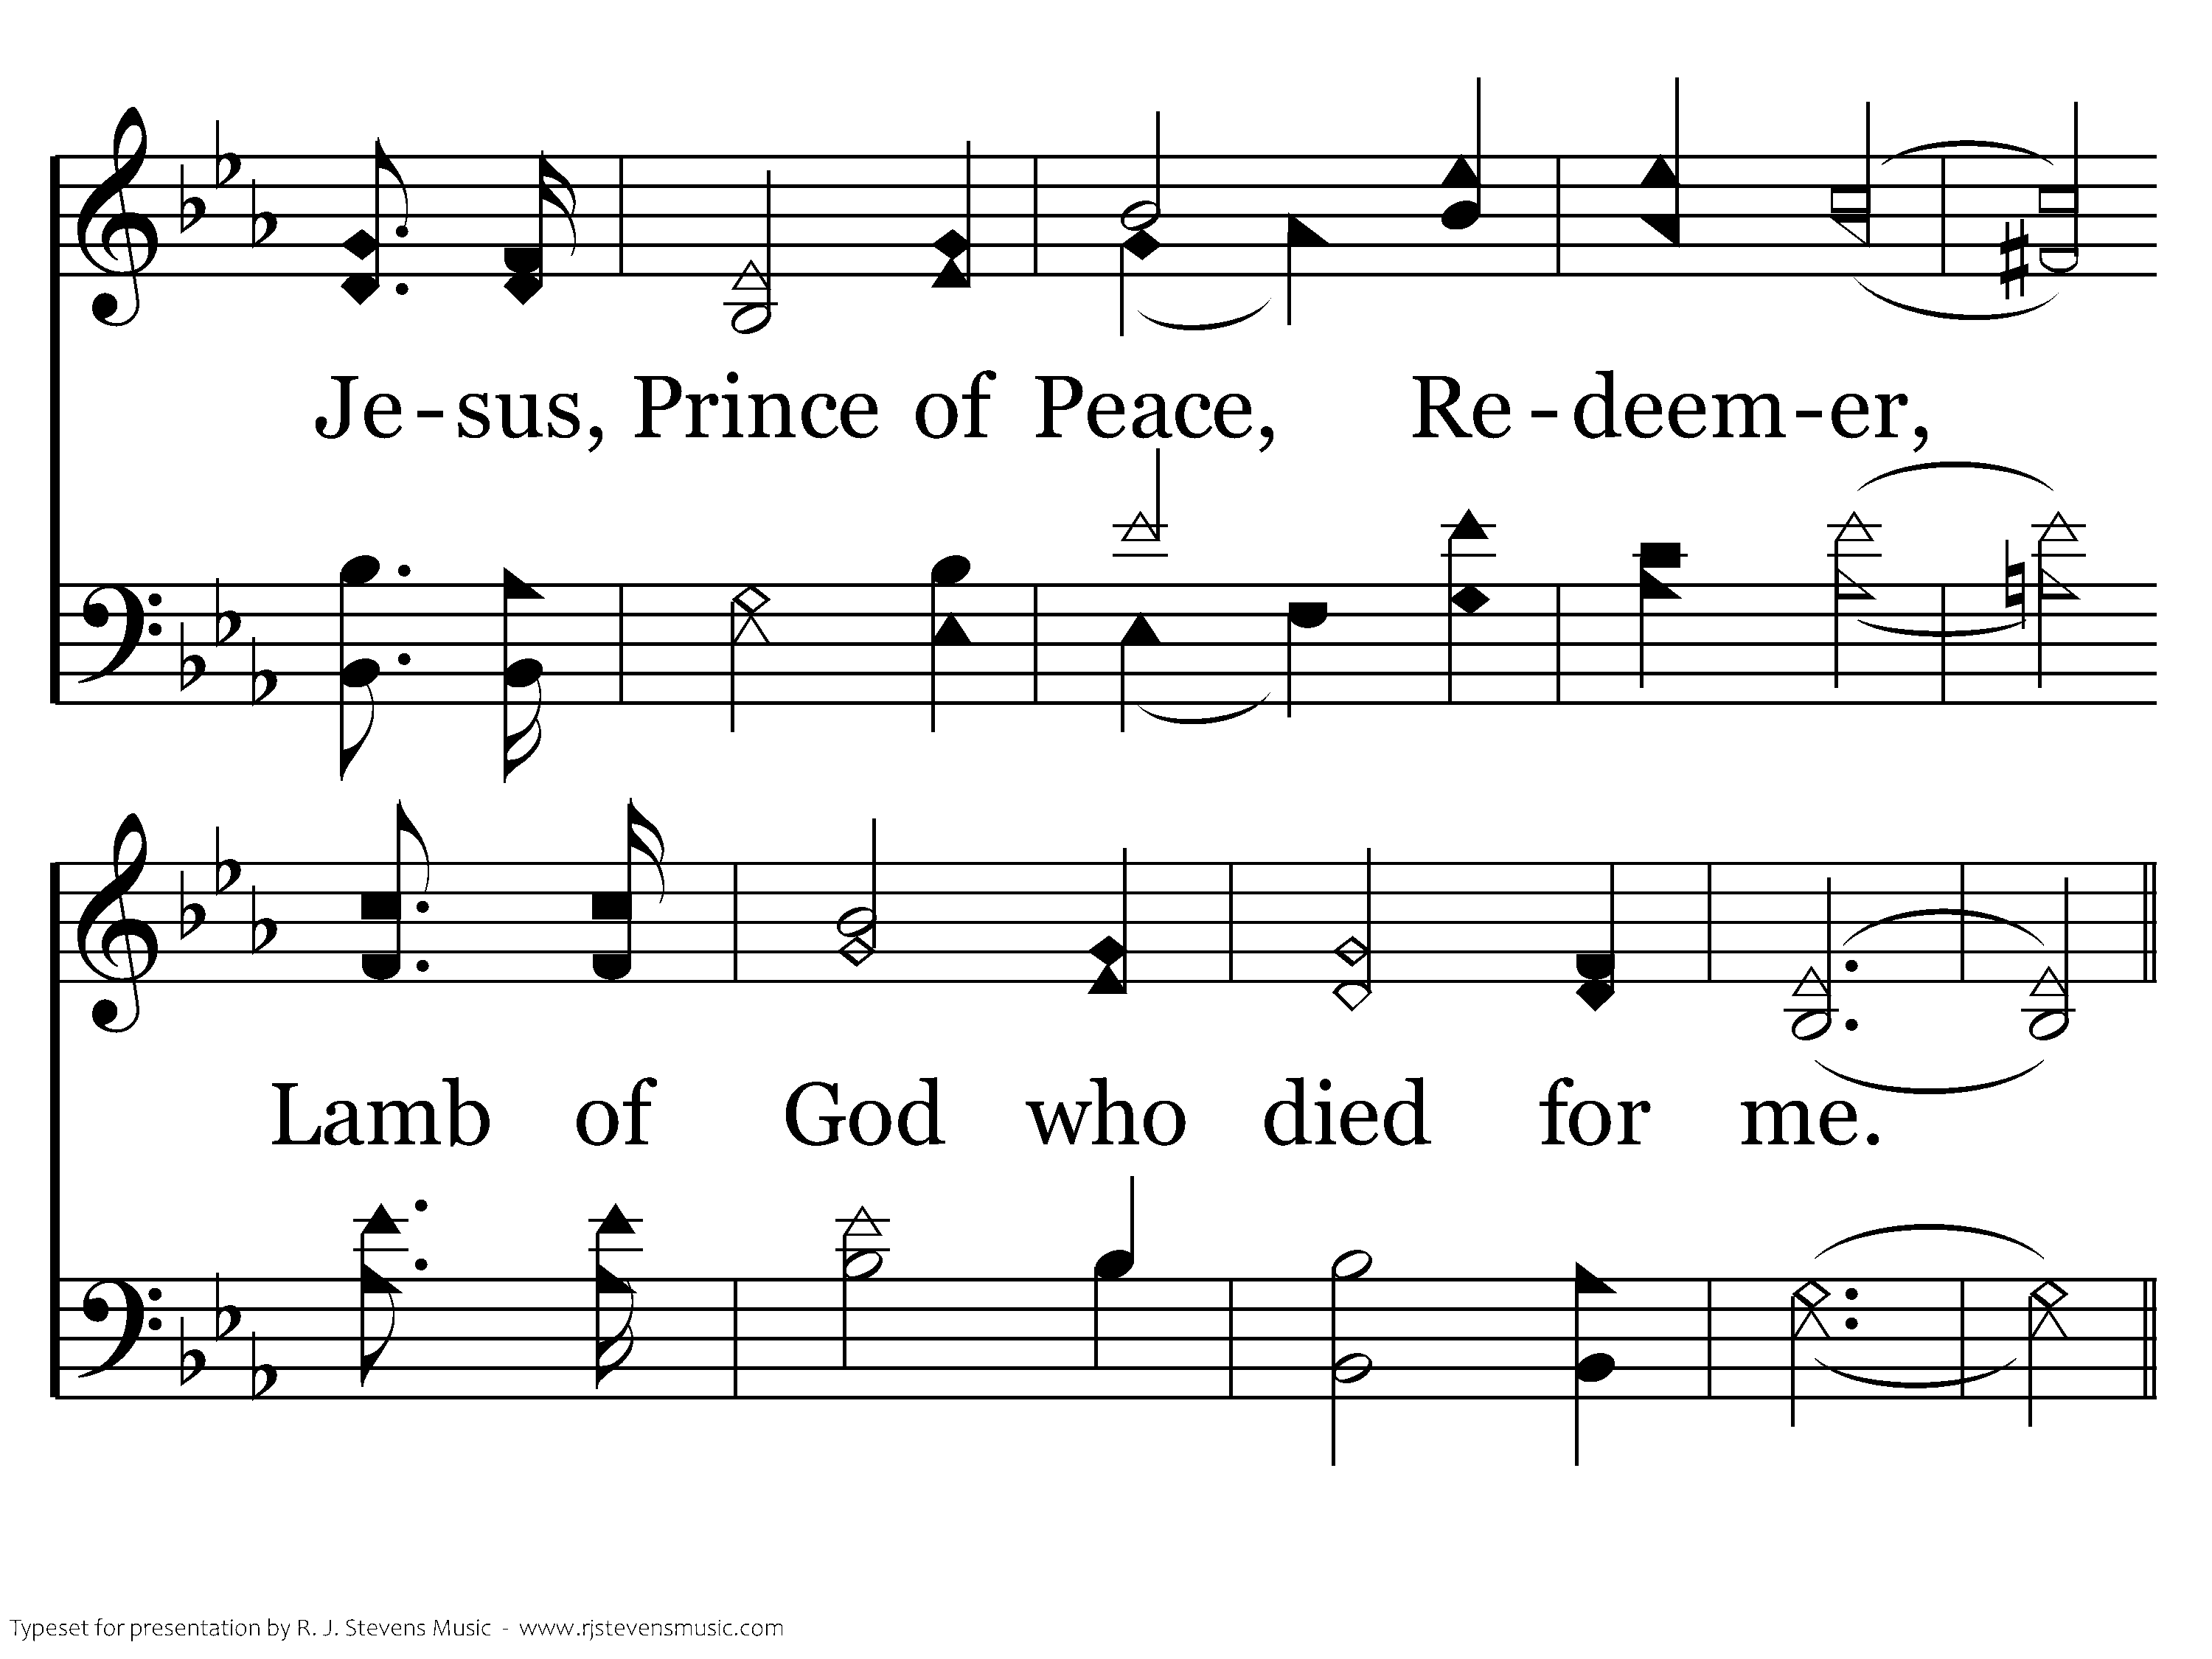 Je-sus, Prince of Peace, Re-deem-er,
Lamb of God who died for me.
Typeset for presentation by R. J. Stevens Music - www.rjstevensmusic.com